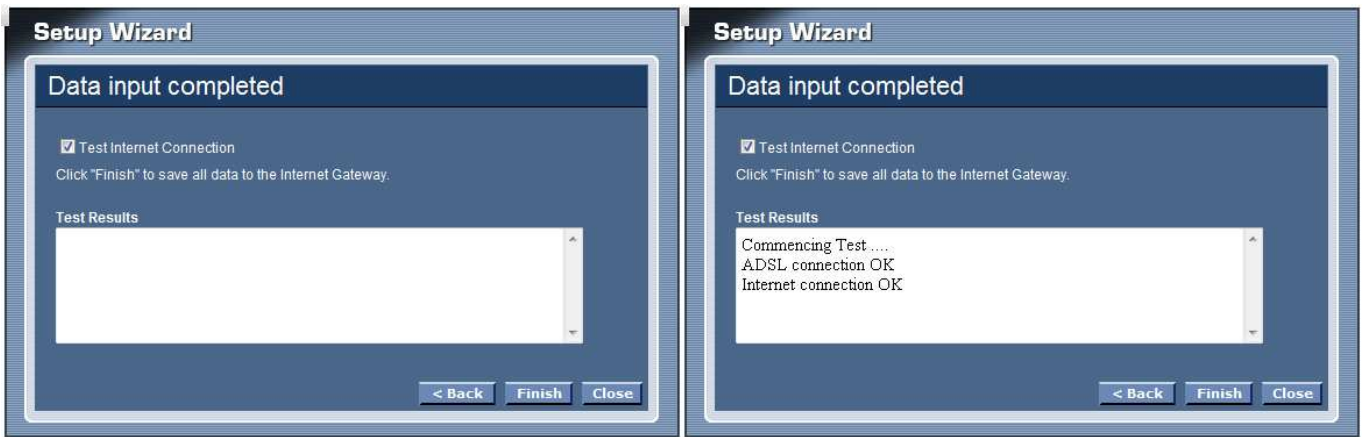 Setup Wizard
Data input completed
Test Internet Connection
Click "Finish" to save all data to the Internet Gateway.
Test Results
< Back Finish Close
Setup Wizard
Data input completed
Test Internet Connection
Click "Finish" to save all data to the Internet Gateway.
Test Results
Commencing Test ....
ADSL connection OK
Internet connection OK
< Back Finish Close